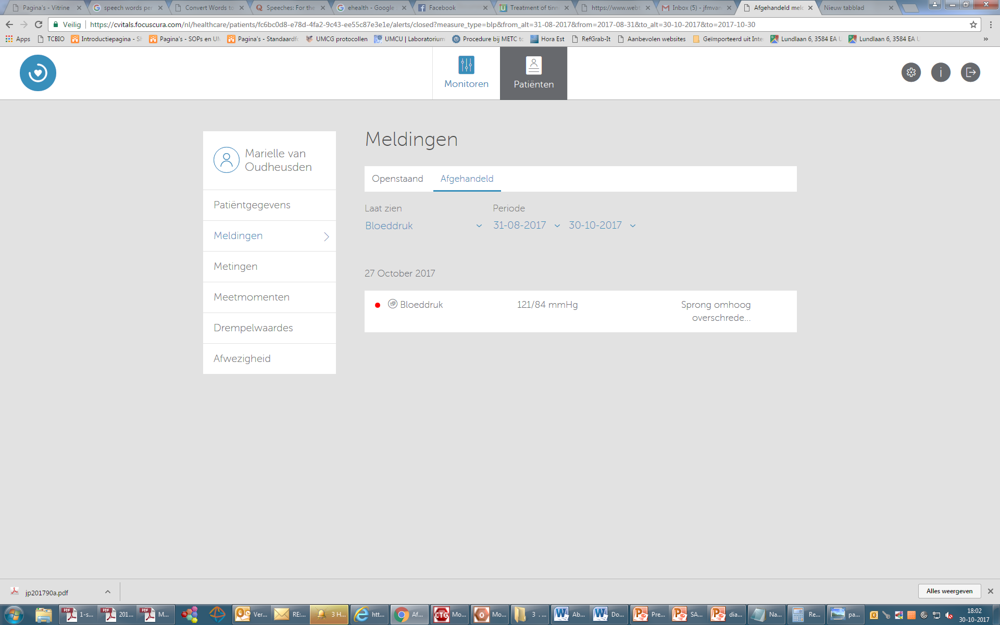 Pagina's - Vitrine
speech words per
Convert Words to
Speeches: For the
ehealth - Google
Facebook
Treatment of tinn
https://www.webt
Inbox (5) - jfmvan
Afgehandeld meld
Nieuw tabblad
Veilig
https://cvitals.focuscura.com/nl/healthcare/patients/fc6bc0d8-e78d-4fa2-9c43-ee55c87e3e1e/alerts/closed?measure_type=blp&from_alt=31-08-2017&from=2017-08-31&to_alt=30-10-2017&to=2017-10-30
Apps
TCBIO
Introductiepagina - SH
Pagina's - SOPs en UM
Pagina's - Standaardfo
UMCG protocollen
UMCU | Laboratorium
Procedure bij METC to
Hora Est
RefGrab-It
Aanbevolen websites
Geïmporteerd uit Inte
Lundlaan 6, 3584 EA U
Lundlaan 6, 3584 EA U
»
Monitoren
Patiënten
i
Marielle van
Oudheusden
Patiëntgegevens
Meldingen
Metingen
Meetmomenten
Drempelwaardes
Afwezigheid
Meldingen
Openstaand
Afgehandeld
Laat zien
Periode
Bloeddruk
31-08-2017
30-10-2017
27 October 2017
Bloeddruk
121/84 mmHg
Sprong omhoog
overschrede...
jp201790a.pdf
Alles weergeven
1-s...
201...
M...
Ver...
RE:...
3 H...
htt...
Af...
CTG
Mo...
Mo...
3 . ...
Ab...
Do...
Pre...
SA...
dia...
Na...
Re...
pa...
18:02
30-10-2017